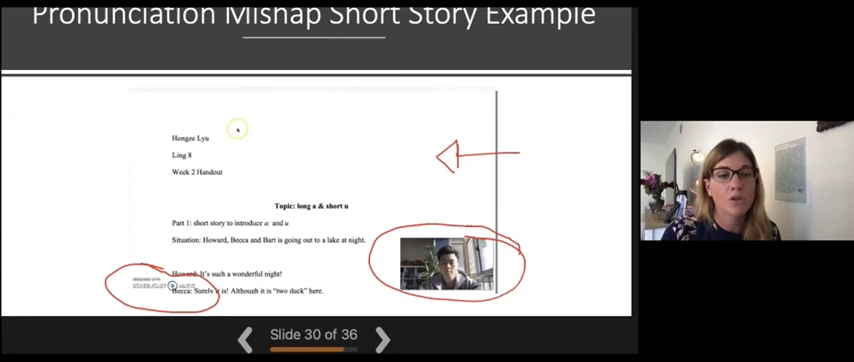 Pronunciation Mishap Short Story Example
Hongze Lyu
Ling 8
Week 2 Handout
Topic: long a & short u
Part 1: short story to introduce a: and u
Situation: Howard, Becca and Bart is going out to a lake at night.
Howard: It's such a wonderful night!
SCREENCAST MATIC
Becca: Surely it is! Although it is "two duck" here.
Slide 30 of 36